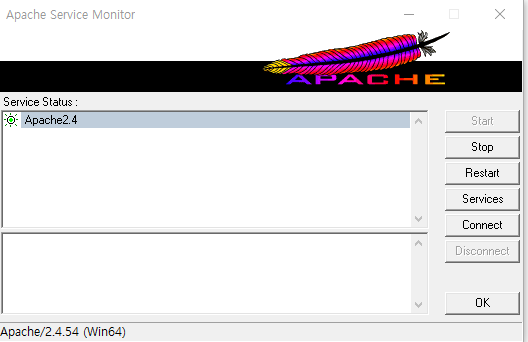 Apache Service Monitor
APACHE
Service Status :
Apache2.4
Start
Stop
Restart
Services
Connect
Disconnect
OK
Apache/2.4.54 (Win64)